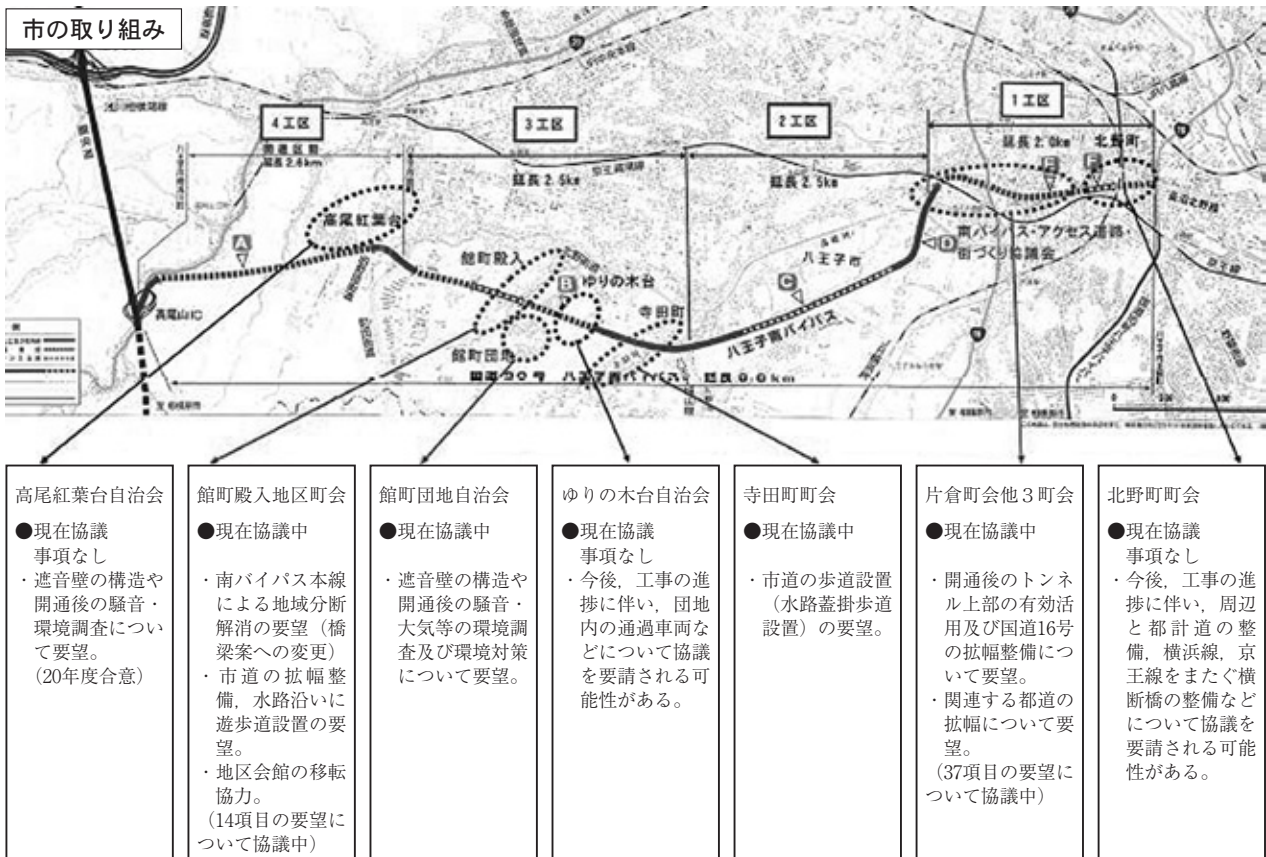 市の取り組み
1工区
4工区
3工区
2工区
延長2.0km
北野町
延長2.6km
延長2.5km
延長2.5km
高尾紅葉台
A
館町殿入
B
ゆりの木台
寺田町
八王子市
C
南バイパス・アクセス道路・
街づくり協議会
高尾山IC
館町団地
八王子南バイパス
高尾紅葉台自治会
●現在協議
事項なし
・遮音壁の構造や
開通後の騒音・
環境調査につい
て要望。
(20年度合意)
館町殿入地区町会
●現在協議中
・南バイパス本線
による地域分断
解消の要望（橋
梁案への変更）
・市道の拡幅整
備，水路沿いに
遊歩道設置の要
望。
・地区会館の移転
協力。
（14項目の要望に
ついて協議中）
館町団地自治会
●現在協議中
・遮音壁の構造や
開通後の騒音・
大気等の環境調
査及び環境対策
について要望。
ゆりの木台自治会
●現在協議
事項なし
・今後，工事の進
捗に伴い，団地
内の通過車両な
どについて協議
を要請される可
能性がある。
寺田町町会
●現在協議中
・市道の歩道設置
（水路蓋掛歩道
設置）の要望。
片倉町会他３町会
●現在協議中
・開通後のトンネ
ル上部の有効活
用及び国道16号
の拡幅整備につ
いて要望。
・関連する都道の
拡幅について要
望。
（37項目の要望に
ついて協議中）
北野町町会
●現在協議
事項なし
・今後，工事の進
捗に伴い，周辺
と都計道の整
備，横浜線，京
王線をまたぐ横
断橋の整備など
について協議を
要請される可能
性がある。